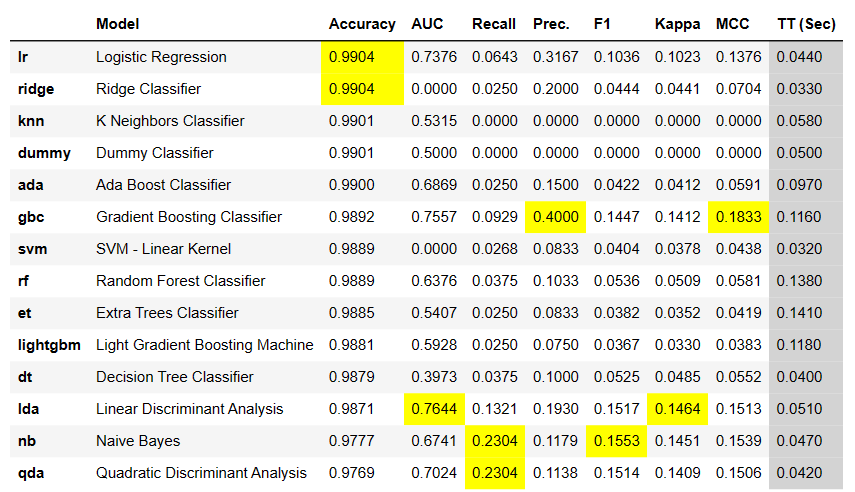 Model Accuracy AUC Recall Prec. F1 Kappa MCC TT (Sec)
lr Logistic Regression 0.9904 0.7376 0.0643 0.3167 0.1036 0.1023 0.1376 0.0440
ridge Ridge Classifier 0.9904 0.0000 0.0250 0.2000 0.0444 0.0441 0.0704 0.0330
knn K Neighbors Classifier 0.9901 0.5315 0.0000 0.0000 0.0000 0.0000 0.0000 0.0580
dummy Dummy Classifier 0.9901 0.5000 0.0000 0.0000 0.0000 0.0000 0.0000 0.0500
ada Ada Boost Classifier 0.9900 0.6869 0.0250 0.1500 0.0422 0.0412 0.0591 0.0970
gbc Gradient Boosting Classifier 0.9892 0.7557 0.0929 0.4000 0.1447 0.1412 0.1833 0.1160
svm SVM - Linear Kernel 0.9889 0.0000 0.0268 0.0833 0.0404 0.0378 0.0438 0.0320
rf Random Forest Classifier 0.9889 0.6376 0.0375 0.1033 0.0536 0.0509 0.0581 0.1380
et Extra Trees Classifier 0.9885 0.5407 0.0250 0.0833 0.0382 0.0352 0.0419 0.1410
lightgbm Light Gradient Boosting Machine 0.9881 0.5928 0.0250 0.0750 0.0367 0.0330 0.0383 0.1180
dt Decision Tree Classifier 0.9879 0.3973 0.0375 0.1000 0.0525 0.0485 0.0552 0.0400
lda Linear Discriminant Analysis 0.9871 0.7644 0.1321 0.1930 0.1517 0.1464 0.1513 0.0510
nb Naive Bayes 0.9777 0.6741 0.2304 0.1179 0.1553 0.1451 0.1539 0.0470
qda Quadratic Discriminant Analysis 0.9769 0.7024 0.2304 0.1138 0.1514 0.1409 0.1506 0.0420